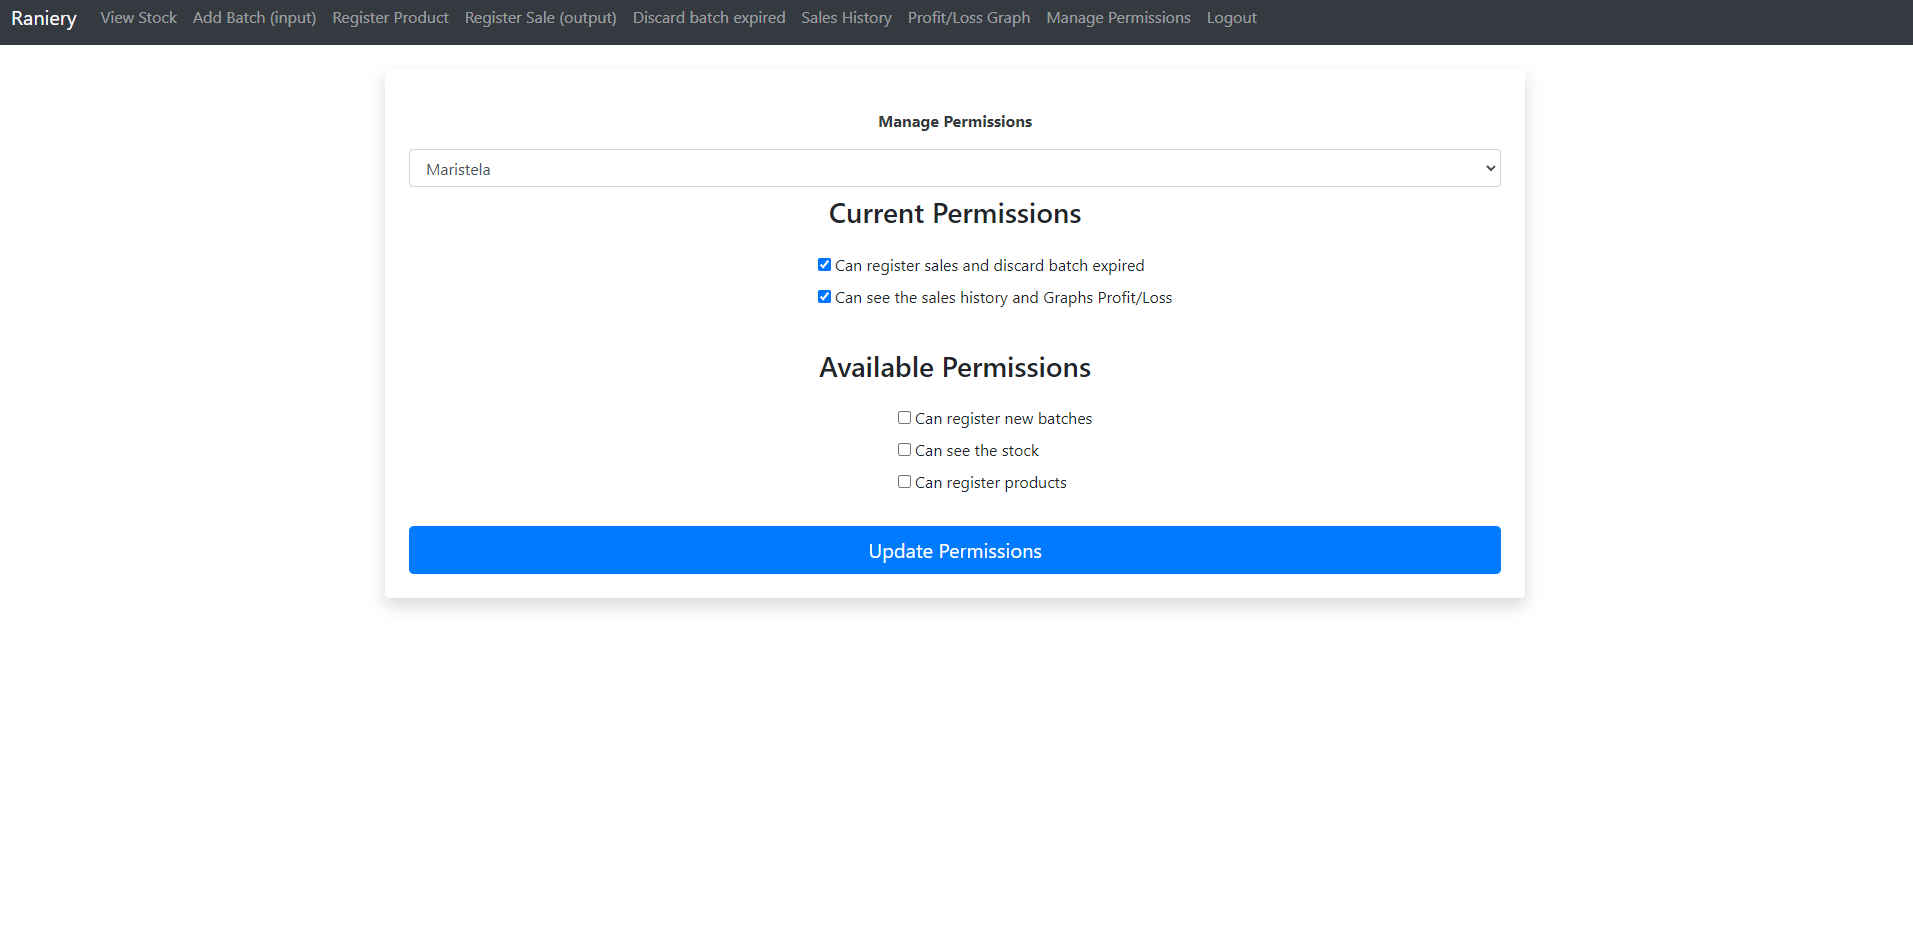 Raniery View Stock Add Batch (input) Register Product Register Sale (output) Discard batch expired Sales History Profit/Loss Graph Manage Permissions Logout
Manage Permissions
Maristela
Current Permissions
Can register sales and discard batch expired
Can see the sales history and Graphs Profit/Loss
Available Permissions
Can register new batches
Can see the stock
Can register products
Update Permissions